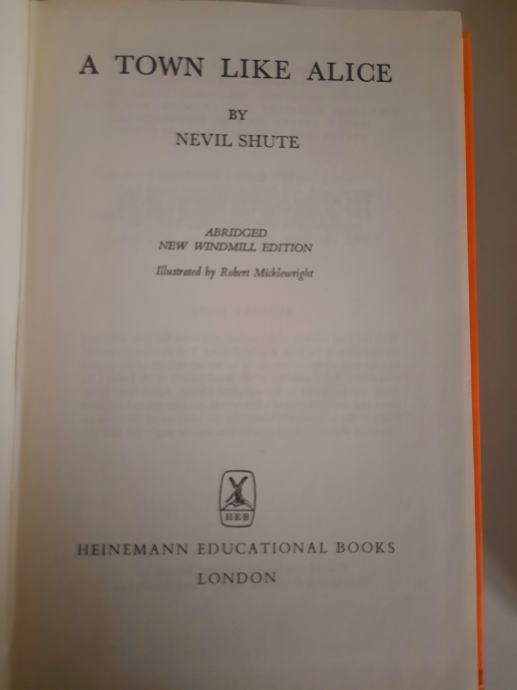 A TOWN LIKE ALICE
BY
NEVIL SHUTE
ABRIDGED
NEW WINDMILL EDITION
Illustrated by Robert Micklewright
HEB
HEINEMANN EDUCATIONAL BOOKS
LONDON